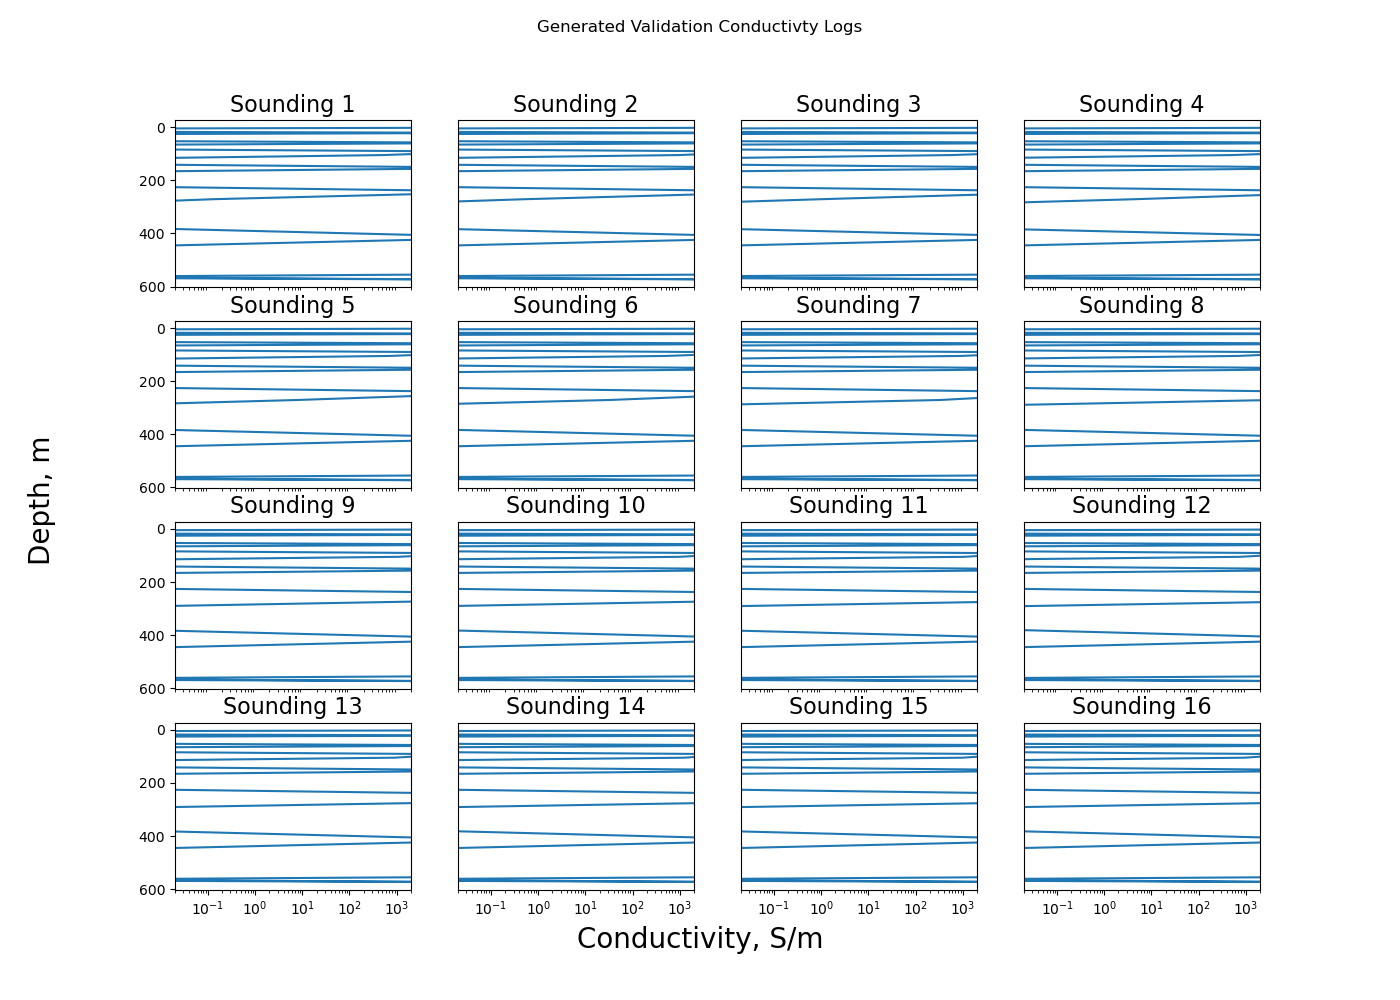 Generated Validation Conductivty Logs
Sounding 1 Sounding 2 Sounding 3 Sounding 4
0
200
400
600
Sounding 5 Sounding 6 Sounding 7 Sounding 8
0
200
400
600
Sounding 9 Sounding 10 Sounding 11 Sounding 12
0
200
400
600
Sounding 13 Sounding 14 Sounding 15 Sounding 16
0
200
400
600
10⁻¹ 10⁰ 10¹ 10² 10³ 10⁻¹ 10⁰ 10¹ 10² 10³ 10⁻¹ 10⁰ 10¹ 10² 10³ 10⁻¹ 10⁰ 10¹ 10² 10³
Depth, m
Conductivity, S/m